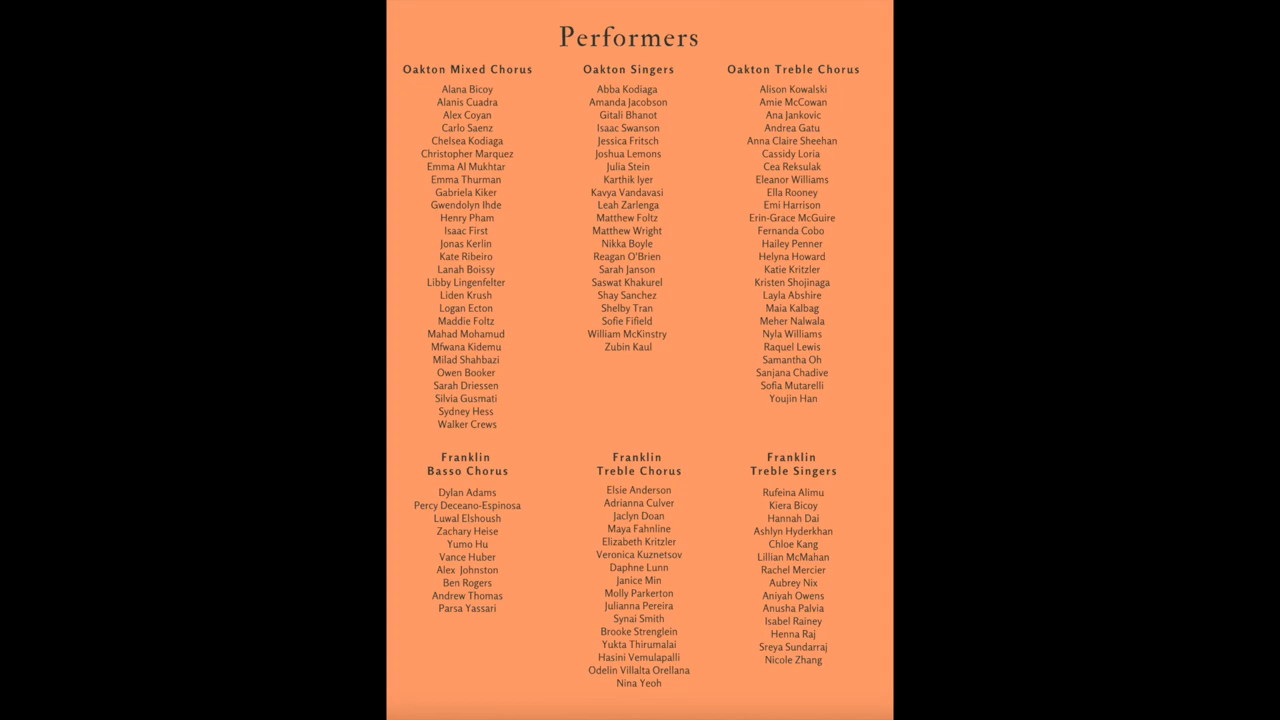 Performers
Oakton Mixed Chorus
Alana Bicoy
Alanis Cuadra
Alex Coyan
Carlo Saenz
Chelsea Kodiaga
Christopher Marquez
Emma Al Mukhtar
Emma Thurman
Gabriela Kiker
Gwendolyn Ihde
Henry Pham
Isaac First
Jonas Kerlin
Kate Ribeiro
Lanah Boissy
Libby Lingenfelter
Liden Krush
Logan Ecton
Maddie Foltz
Mahad Mohamud
Mfwana Kidemu
Milad Shahbazi
Owen Booker
Sarah Driessen
Silvia Gusmati
Sydney Hess
Walker Crews
Oakton Singers
Abba Kodiaga
Amanda Jacobson
Gitali Bhanot
Isaac Swanson
Jessica Fritsch
Joshua Lemons
Julia Stein
Karthik Iyer
Kavya Vandavasi
Leah Zarlenga
Matthew Foltz
Matthew Wright
Nikka Boyle
Reagan O'Brien
Sarah Janson
Saswat Khakurel
Shay Sanchez
Shelby Tran
Sofie Fifield
William McKinstry
Zubin Kaul
Oakton Treble Chorus
Alison Kowalski
Amie McCowan
Ana Jankovic
Andrea Gatu
Anna Claire Sheehan
Cassidy Loria
Cea Reksulak
Eleanor Williams
Ella Rooney
Emi Harrison
Erin-Grace McGuire
Fernanda Cobo
Hailey Penner
Helyna Howard
Katie Kritzler
Kristen Shojinaga
Layla Abshire
Maia Kalbag
Meher Nalwala
Nyla Williams
Raquel Lewis
Samantha Oh
Sanjana Chadive
Sofia Mutarelli
Youjin Han
Franklin
Basso Chorus
Dylan Adams
Percy Deceano-Espinosa
Luwal Elshoush
Zachary Heise
Yumo Hu
Vance Huber
Alex Johnston
Ben Rogers
Andrew Thomas
Parsa Yassari
Franklin
Treble Chorus
Elsie Anderson
Adrianna Culver
Jaclyn Doan
Maya Fahnline
Elizabeth Kritzler
Veronica Kuznetsov
Daphne Lunn
Janice Min
Molly Parkerton
Julianna Pereira
Synai Smith
Brooke Strenglein
Yukta Thirumalai
Hasini Vemulapalli
Odelin Villalta Orellana
Nina Yeoh
Franklin
Treble Singers
Rufeina Alimu
Kiera Bicoy
Hannah Dai
Ashlyn Hyderkhan
Chloe Kang
Lillian McMahan
Rachel Mercier
Aubrey Nix
Aniyah Owens
Anusha Palvia
Isabel Rainey
Henna Raj
Sreya Sundarraj
Nicole Zhang